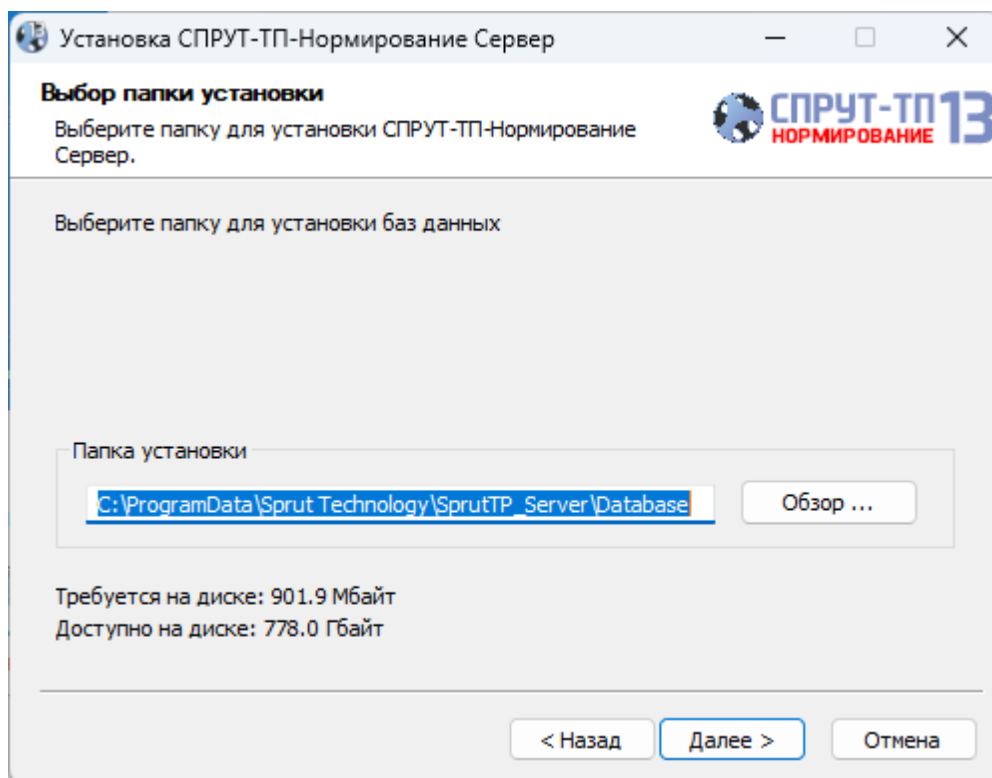 Установка СПРУТ-ТП-Нормирование Сервер
Выбор папки установки
Выберите папку для установки СПРУТ-ТП-Нормирование
Сервер.
СПРУТ-ТП 13
НОРМИРОВАНИЕ
Выберите папку для установки баз данных
Папка установки
C:\ProgramData\Sprut Technology\SprutTP_Server\Database
Обзор ...
Требуется на диске: 901.9 Мбайт
Доступно на диске: 778.0 Гбайт
< Назад
Далее >
Отмена